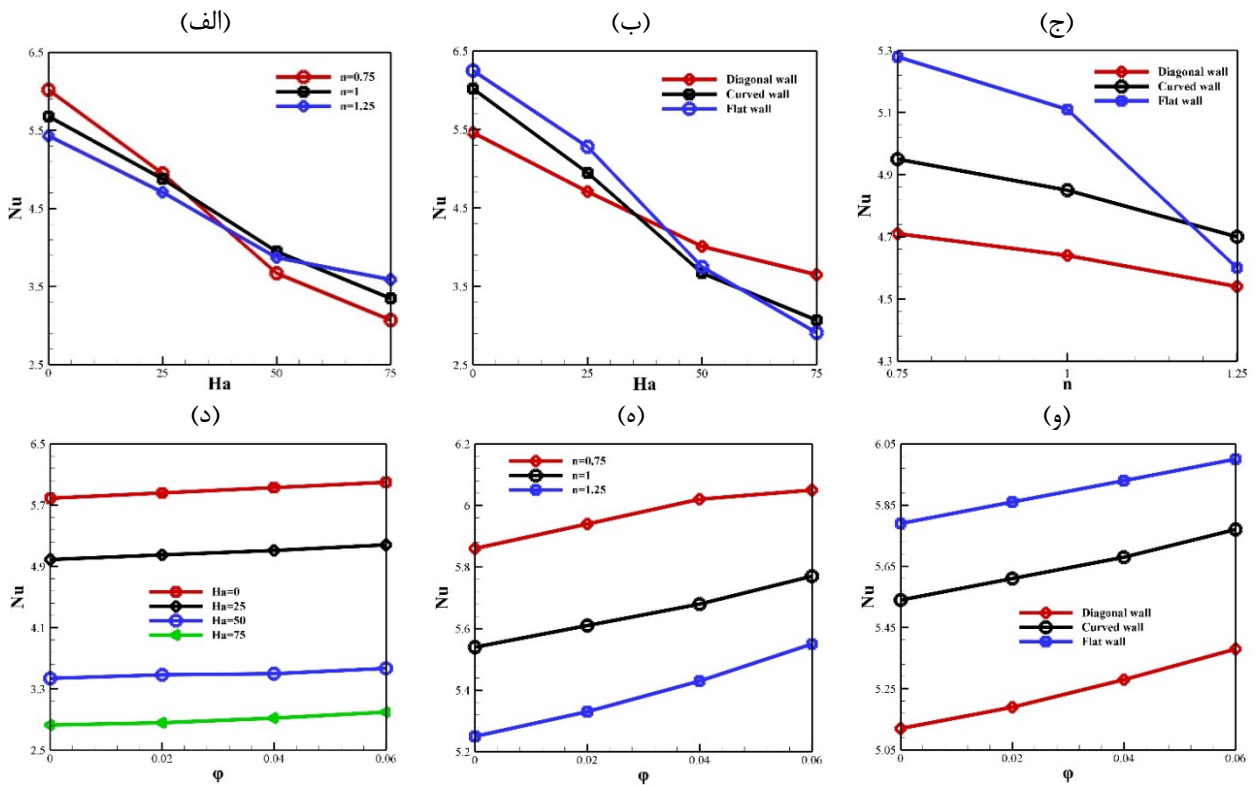 (الف)
6.5
5.5
4.5
3.5
2.5
Nu
n=0.75
n=1
n=1.25
0
25
50
75
Ha
(ب)
6.5
5.5
4.5
3.5
2.5
Nu
Diagonal wall
Curved wall
Flat wall
0
25
50
75
Ha
(ج)
5.3
5.1
4.9
4.7
4.5
4.3
Nu
Diagonal wall
Curved wall
Flat wall
0.75
1
1.25
n
(د)
6.5
5.7
4.9
4.1
3.3
2.5
Nu
Ha=0
Ha=25
Ha=50
Ha=75
0
0.02
0.04
0.06
φ
(ه)
6.2
6
5.8
5.6
5.4
5.2
Nu
n=0.75
n=1
n=1.25
0
0.02
0.04
0.06
φ
(و)
6.05
5.85
5.65
5.45
5.25
5.05
Nu
Diagonal wall
Curved wall
Flat wall
0
0.02
0.04
0.06
φ